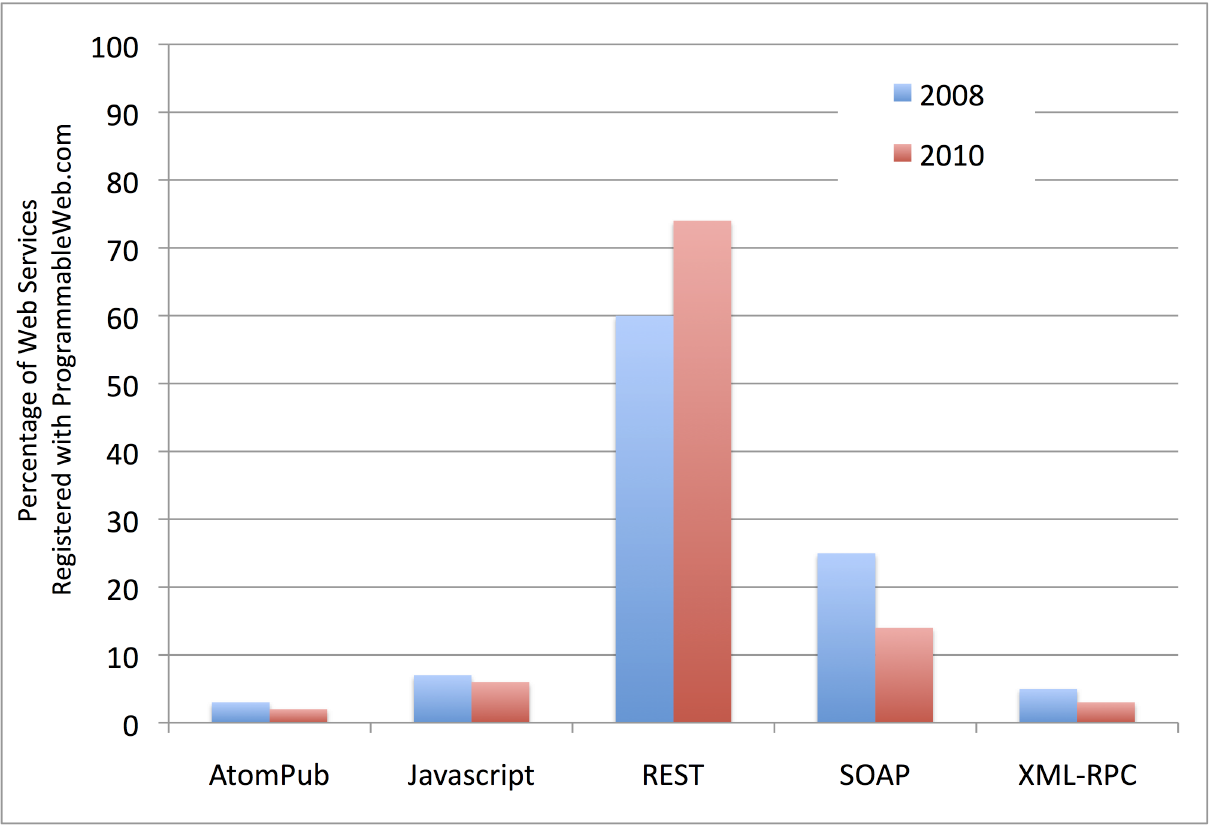 Percentage of Web Services
Registered with ProgrammableWeb.com
100
90
80
70
60
50
40
30
20
10
0
2008
2010
AtomPub
Javascript
REST
SOAP
XML-RPC